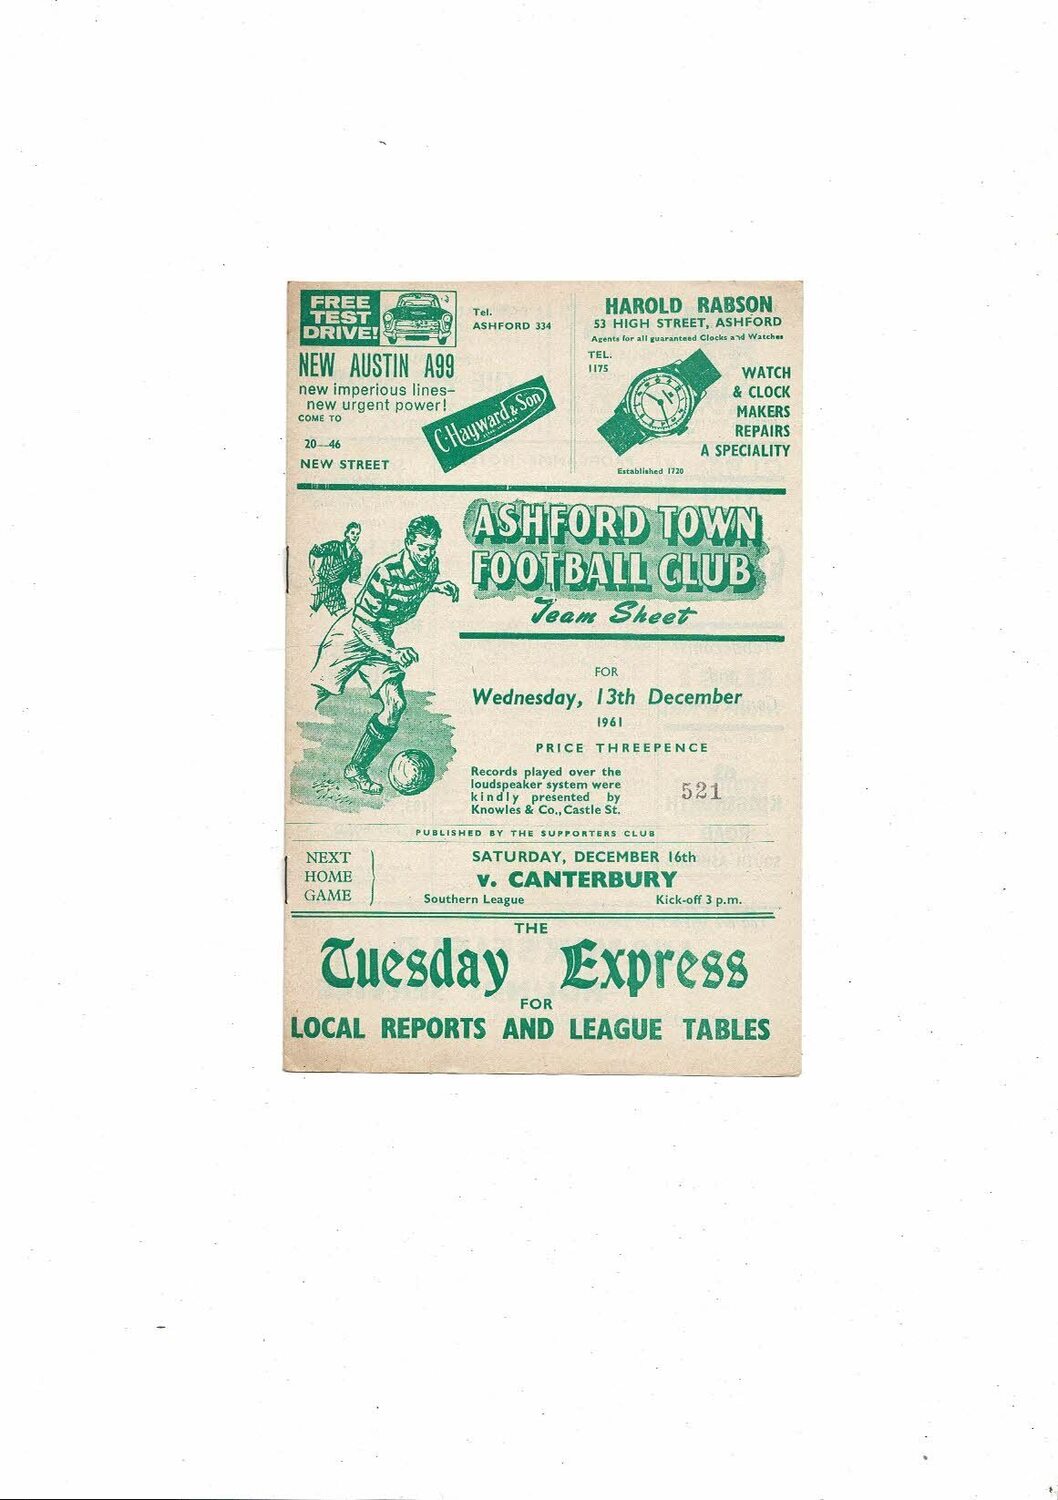 FREE
TEST
DRIVE!
NEW AUSTIN A99
new imperious lines—
new urgent power!
COME TO
20—46
NEW STREET
Tel.
ASHFORD 334
C. Hayward & Son
HAROLD RABSON
53 HIGH STREET, ASHFORD
Agents for all guaranteed Clocks and Watches
TEL.
1175
WATCH
& CLOCK
MAKERS
REPAIRS
A SPECIALITY
Established 1720
ASHFORD TOWN
FOOTBALL CLUB
Team Sheet
FOR
Wednesday, 13th December
1961
PRICE THREEPENCE
Records played over the
loudspeaker system were
kindly presented by
Knowles & Co., Castle St.
521
PUBLISHED BY THE SUPPORTERS CLUB
NEXT
HOME
GAME
SATURDAY, DECEMBER 16th
v. CANTERBURY
Southern League Kick-off 3 p.m.
THE
Tuesday Express
FOR
LOCAL REPORTS AND LEAGUE TABLES